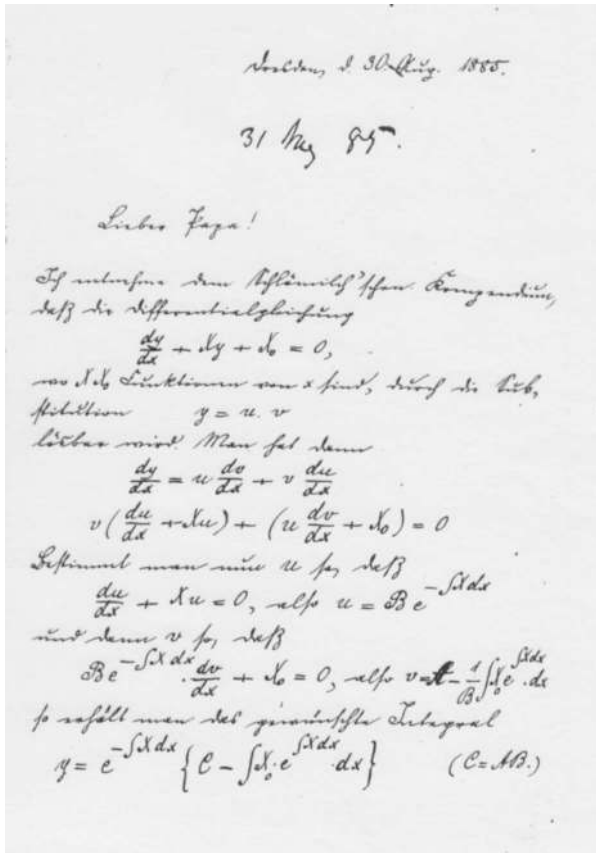 Dresden, d. 30. Aug. 1885.
31 Aug 85.
Lieber Papa!
Ich entnehme dem Schlömilch'schen Kompendium,
daß die Differentialgleichung
dy/dx + Xy + X₀ = 0,
wo X X₀ Funktionen von x sind, durch die Sub-
stitution y = u. v
lösbar wird. Man hat dann
dy/dx = u dv/dx + v du/dx
v(du/dx + Xu) + (u dv/dx + X₀) = 0
Bestimmt man nun u so, daß
du/dx + Xu = 0, also u = B e^{-∫X dx}
und dann v so, daß
B e^{-∫X dx} · dv/dx + X₀ = 0, also v = A - 1/B ∫X₀ e^{∫X dx} · dx
so erhält man das gewünschte Integral
y = e^{-∫X dx} {C - ∫X₀ · e^{∫X dx} · dx} (C = AB.)